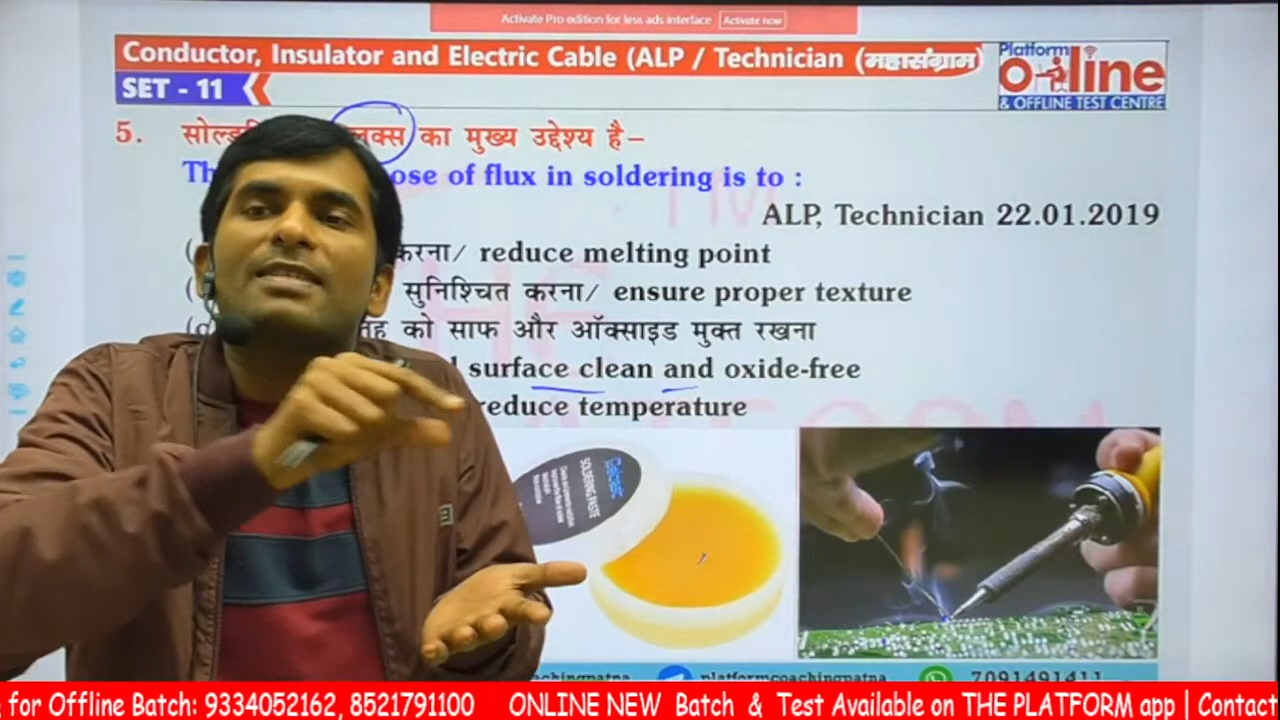 Activate Pro edition for less ads interface Activate now
Conductor, Insulator and Electric Cable (ALP / Technician (महासंग्राम)
Platform
Online
& OFFLINE TEST CENTRE
SET - 11
5. का मुख्य उद्देश्य है–
of flux in soldering is to :
ALP, Technician 22.01.2019
करना/ reduce melting point
सुनिश्चित करना/ ensure proper texture
को साफ और ऑक्साइड मुक्त रखना
surface clean and oxide-free
reduce temperature
SOLDERING PASTE
platformcoachingpatna
7091491411
for Offline Batch: 9334052162, 8521791100 ONLINE NEW Batch & Test Available on THE PLATFORM app | Contact